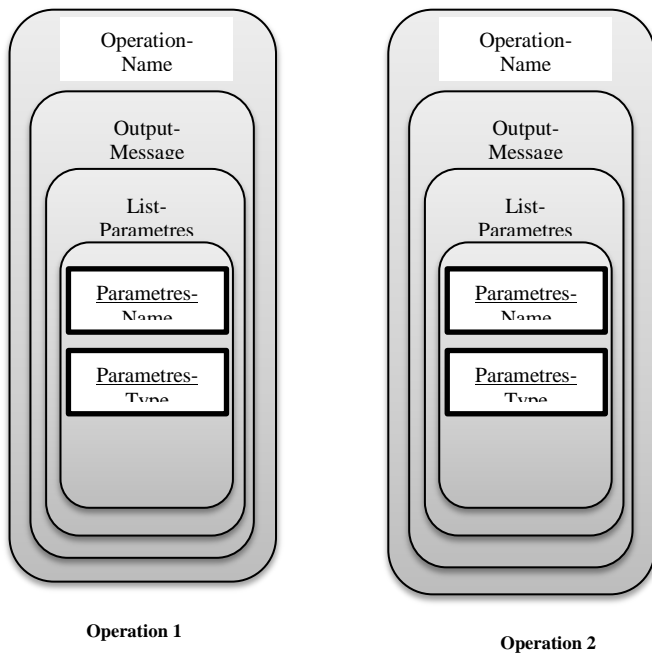 Operation-
Name
Output-
Message
List-
Parametres
Parametres-
Name
Parametres-
Type
Operation 1
Operation-
Name
Output-
Message
List-
Parametres
Parametres-
Name
Parametres-
Type
Operation 2